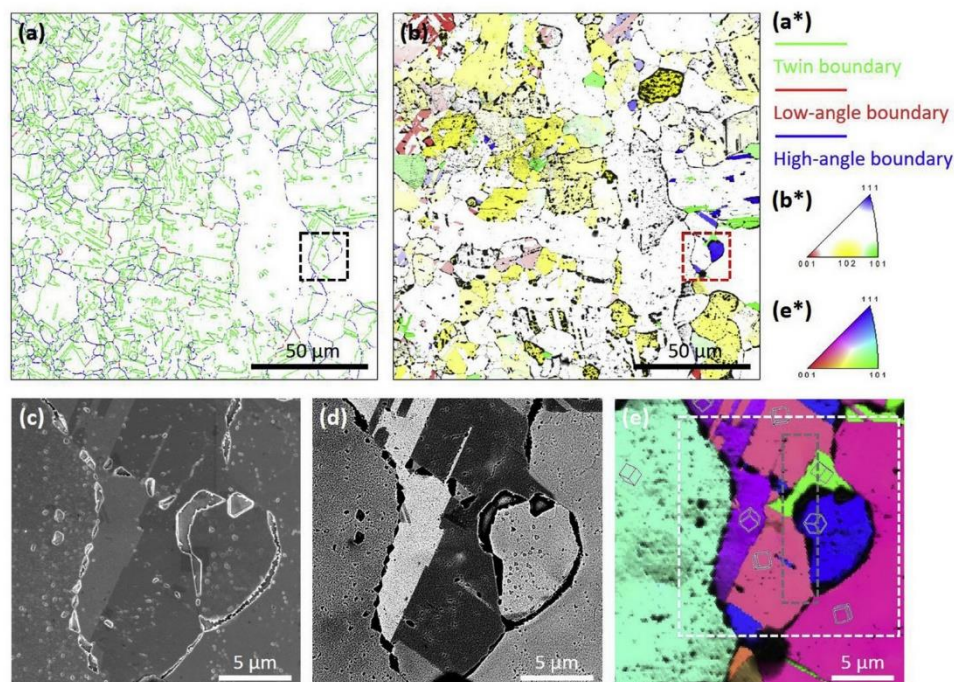 (a)
(b)
(a*)
Twin boundary
Low-angle boundary
High-angle boundary
(b*)
111
001
102
101
(e*)
111
001
101
50 μm
50 μm
(c)
(d)
(e)
5 μm
5 μm
5 μm